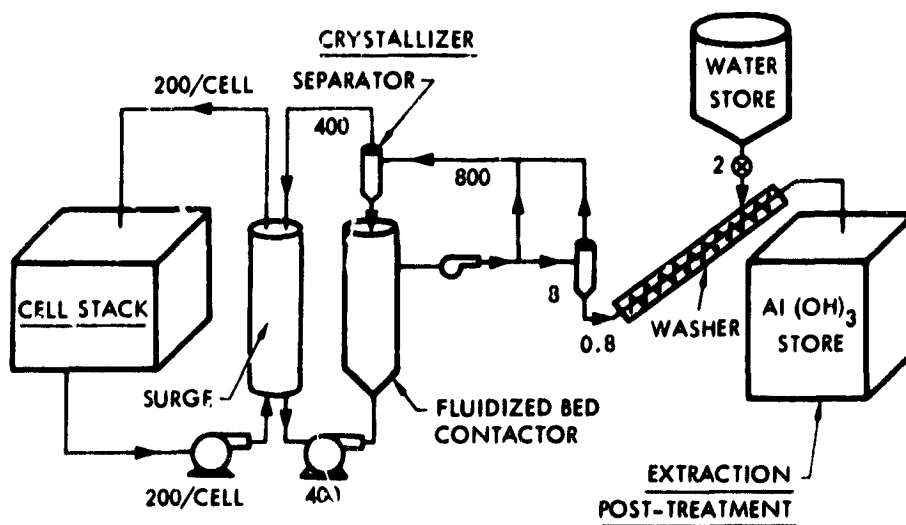 CRYSTALLIZER
SEPARATOR
200/CELL
400
WATER
STORE
800
2
CELL STACK
8
WASHER
0.8
Al (OH)3
STORE
SURGE
FLUIDIZED BED
CONTACTOR
200/CELL
400
EXTRACTION
POST-TREATMENT